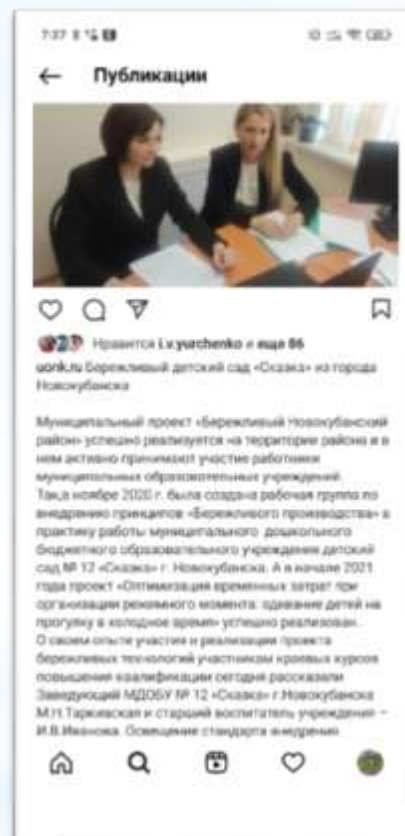 7:37
Публикации
Нравится i.v.yurchenko и еще 86
uonk.ru Бережливый детский сад «Сказка» из города
Новокубанска
Муниципальный проект «Бережливый Новокубанский
район» успешно реализуется на территории района и в
нем активно принимают участие работники
муниципальных образовательных учреждений.
Так,в ноябре 2020 г. была создана рабочая группа по
внедрению принципов «Бережливого производства» в
практику работы муниципального дошкольного
бюджетного образовательного учреждения детский
сад № 12 «Сказка» г. Новокубанска. А в начале 2021
года проект «Оптимизация временных затрат при
организации режимного момента: одевание детей на
прогулку в холодное время» успешно реализован.
О своем опыте участия и реализации проекта
бережливых технологий участникам краевых курсов
повышения квалификации сегодня рассказали
Заведующий МДОБУ № 12 «Сказка» г.Новокубанска
М.Н.Таркивская и старший воспитатель учреждения –
И.В.Иванова. Освещение стандарта внедрения